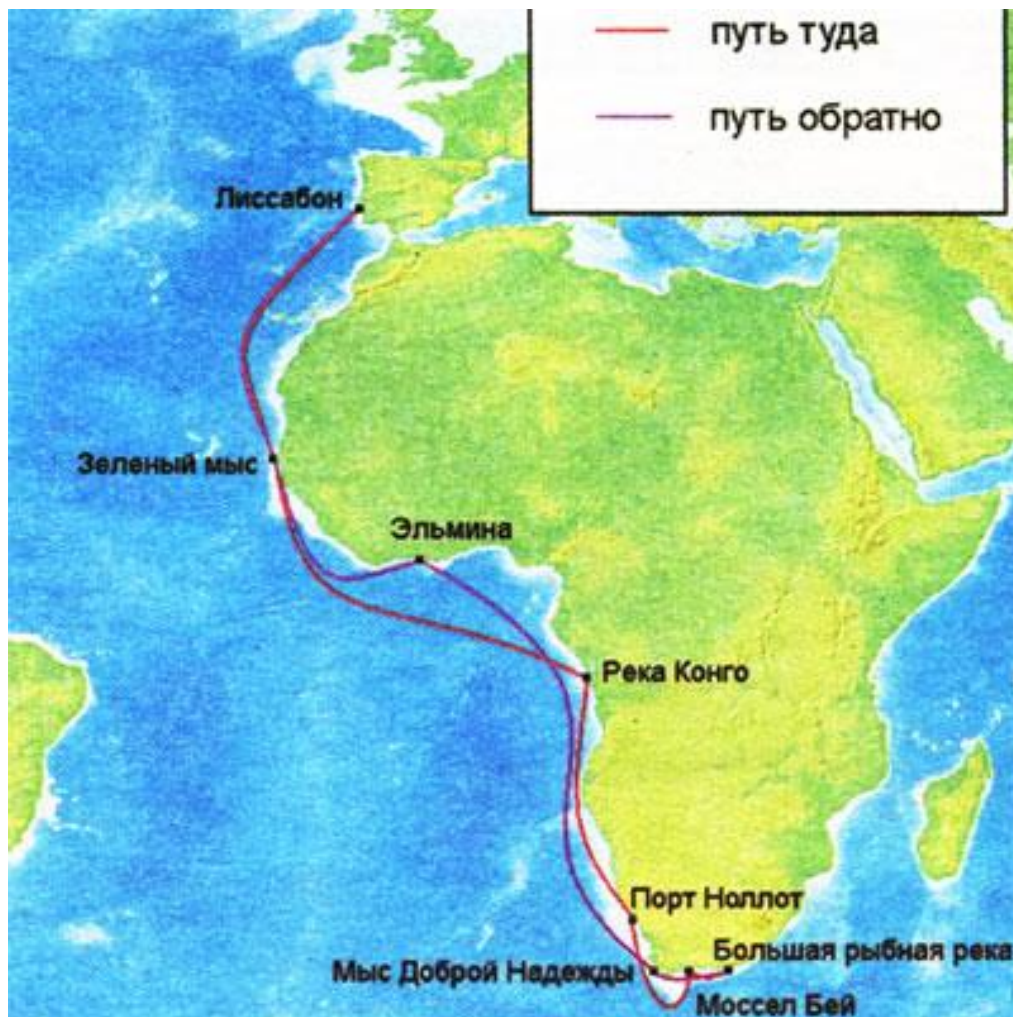 путь туда
путь обратно
Лиссабон
Зеленый мыс
Эльмина
Река Конго
Порт Ноллот
Большая рыбная река
Мыс Доброй Надежды
Моссел Бей